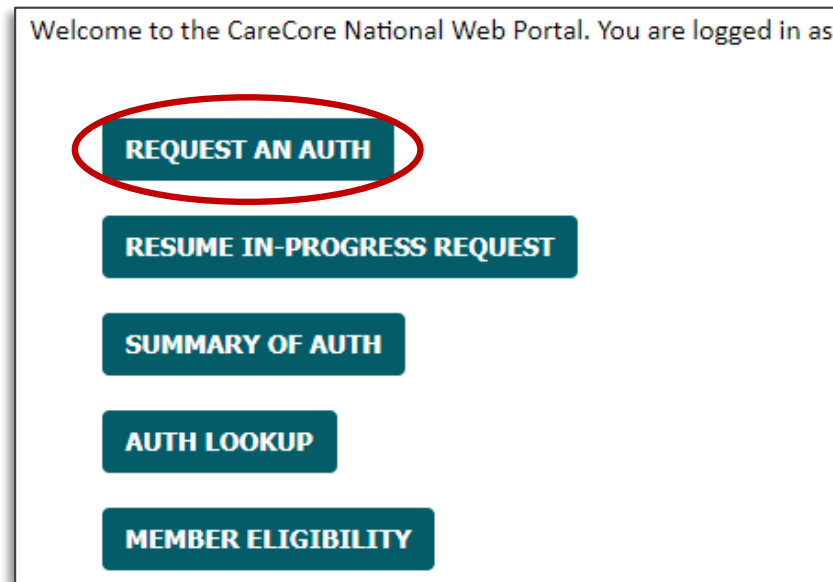 Welcome to the CareCore National Web Portal. You are logged in as
REQUEST AN AUTH
RESUME IN-PROGRESS REQUEST
SUMMARY OF AUTH
AUTH LOOKUP
MEMBER ELIGIBILITY